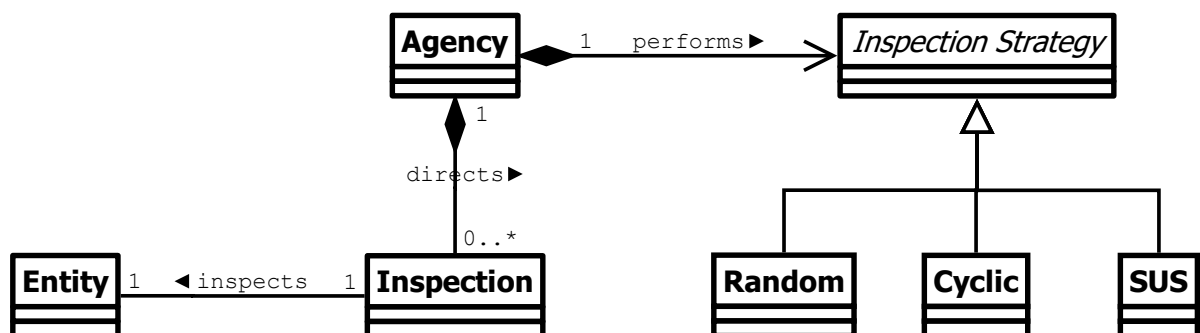 Agency
1 performs►
Inspection Strategy
1
directs►
0..*
Entity
1 ◄inspects 1
Inspection
Random
Cyclic
SUS